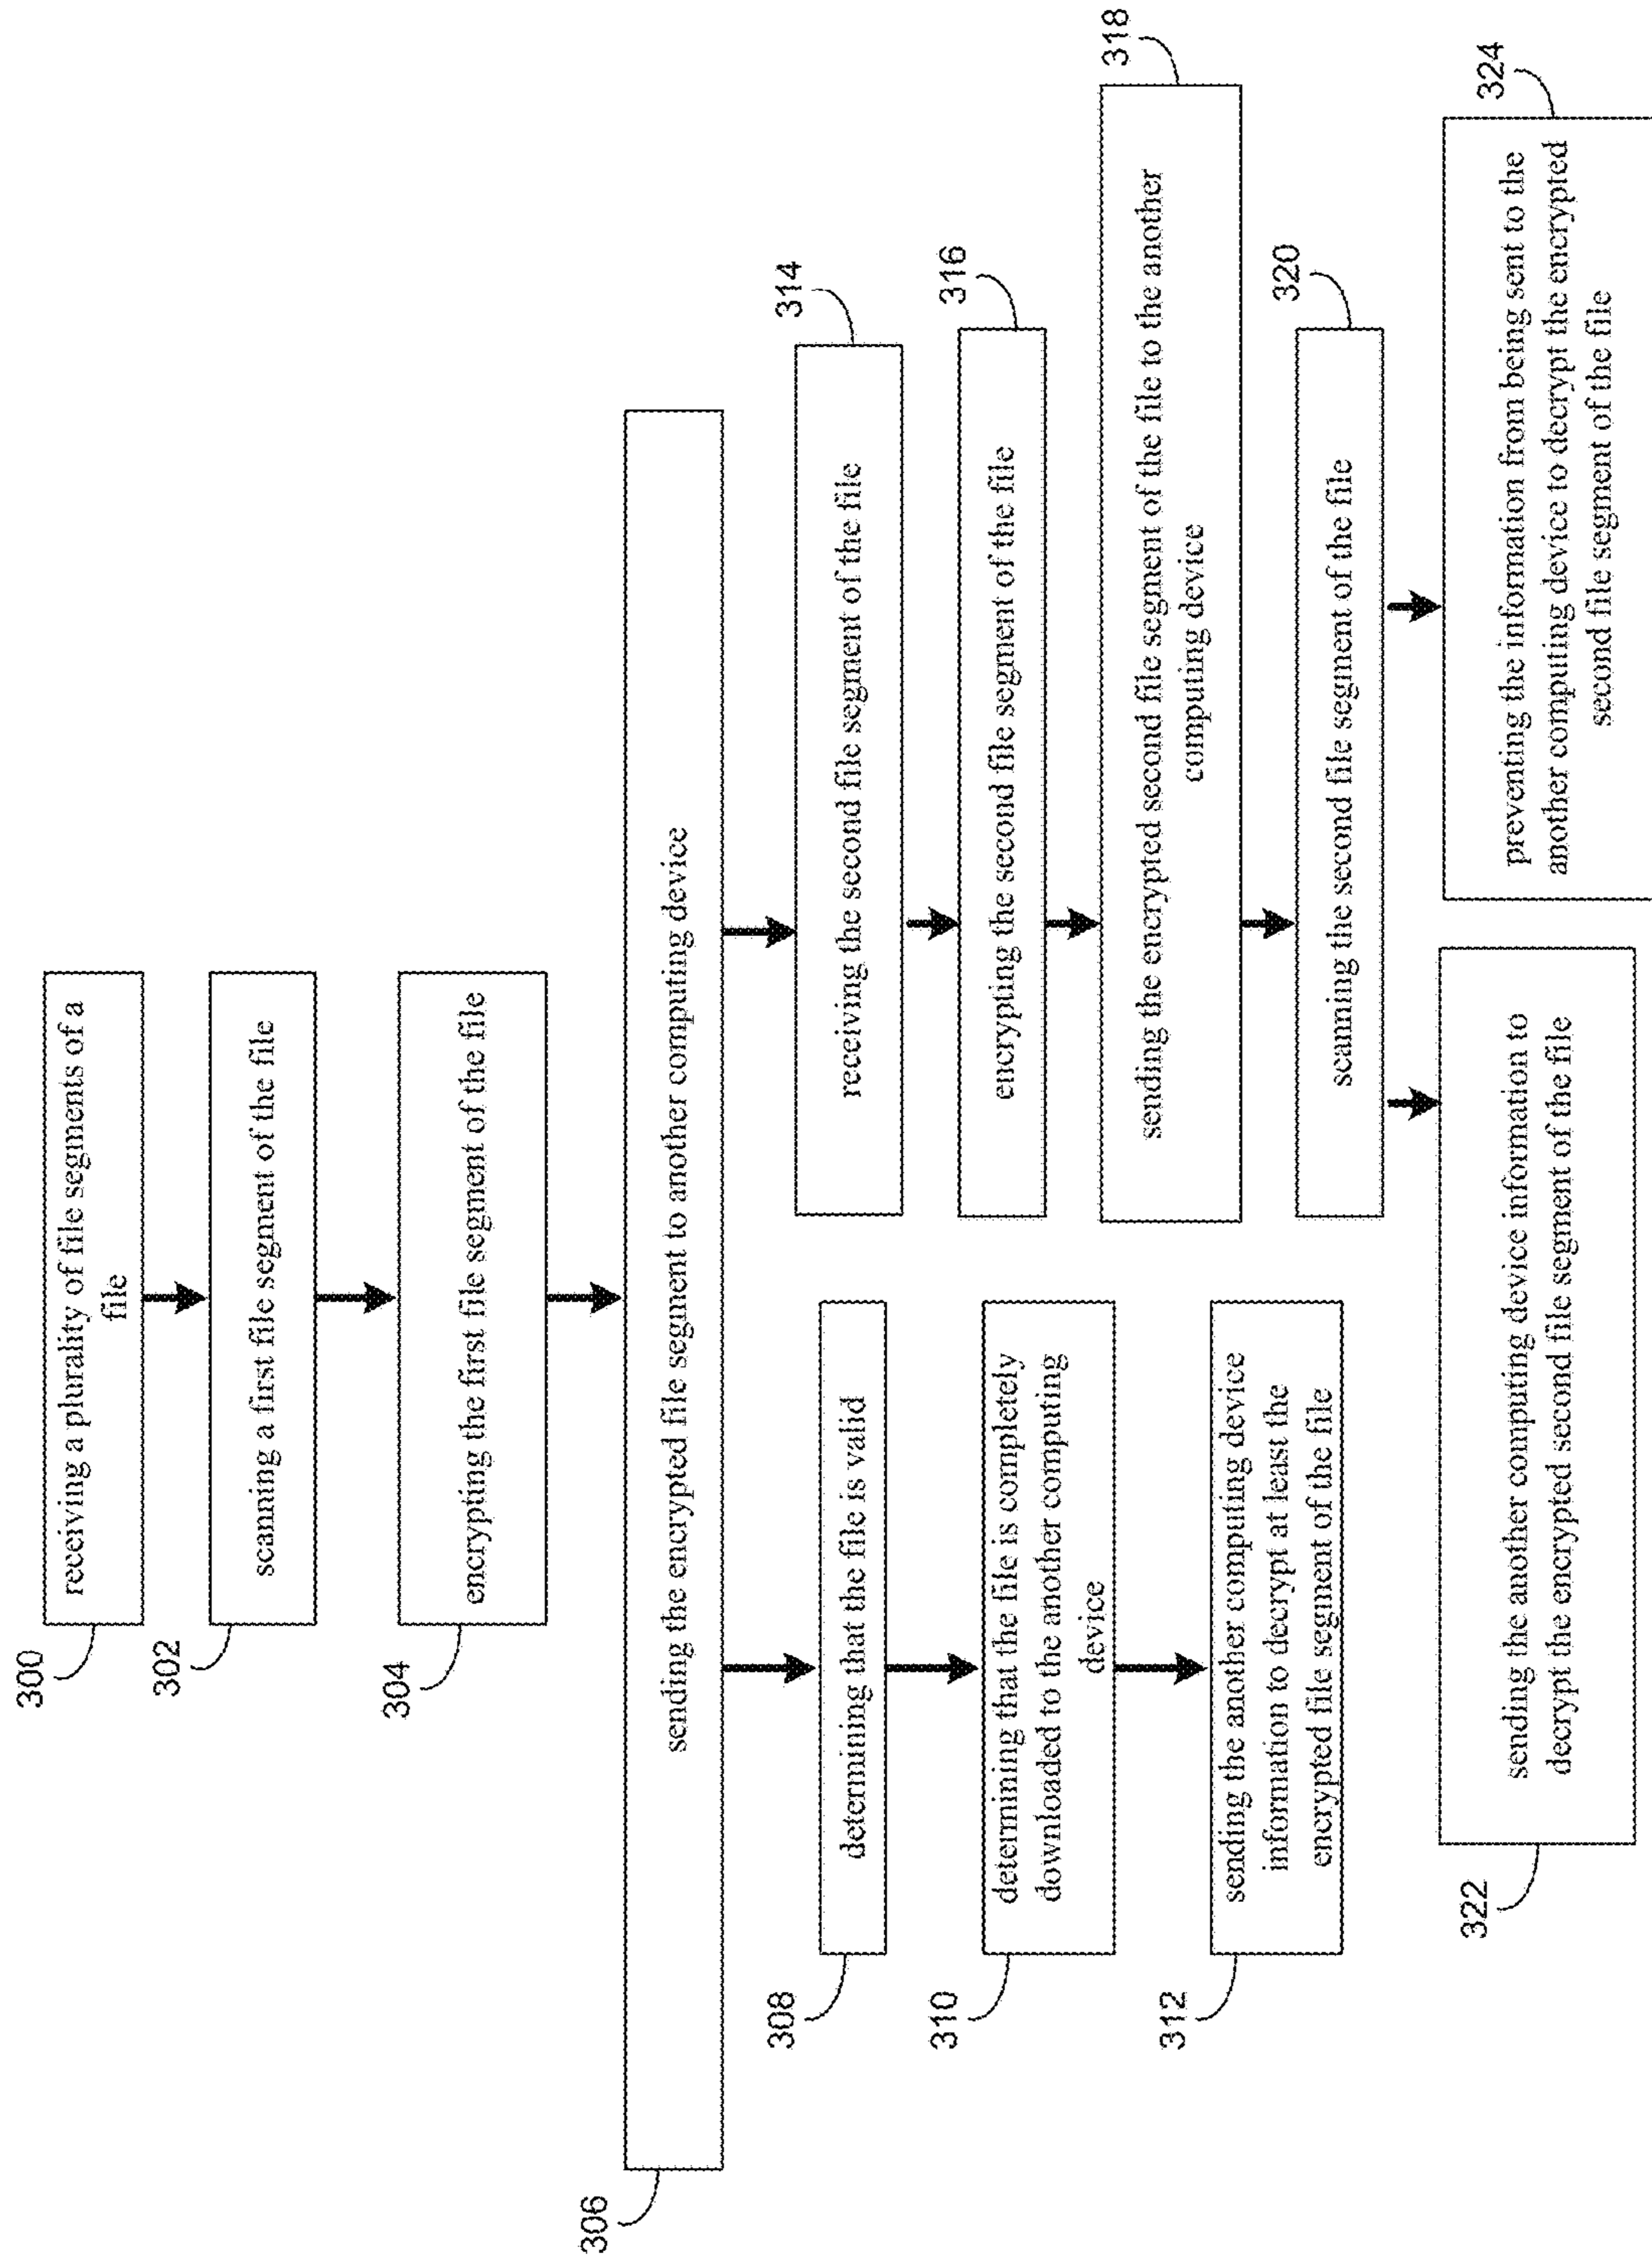 300
receiving a plurality of file segments of a
file
302
scanning a first file segment of the file
304
encrypting the first file segment of the file
306
sending the encrypted file segment to another computing device
308
determining that the file is valid
310
determining that the file is completely
downloaded to the another computing
device
312
sending the another computing device
information to decrypt at least the
encrypted file segment of the file
314
receiving the second file segment of the file
316
encrypting the second file segment of the file
318
sending the encrypted second file segment of the file to the another
computing device
320
scanning the second file segment of the file
322
sending the another computing device information to
decrypt the encrypted second file segment of the file
324
preventing the information from being sent to the
another computing device to decrypt the encrypted
second file segment of the file